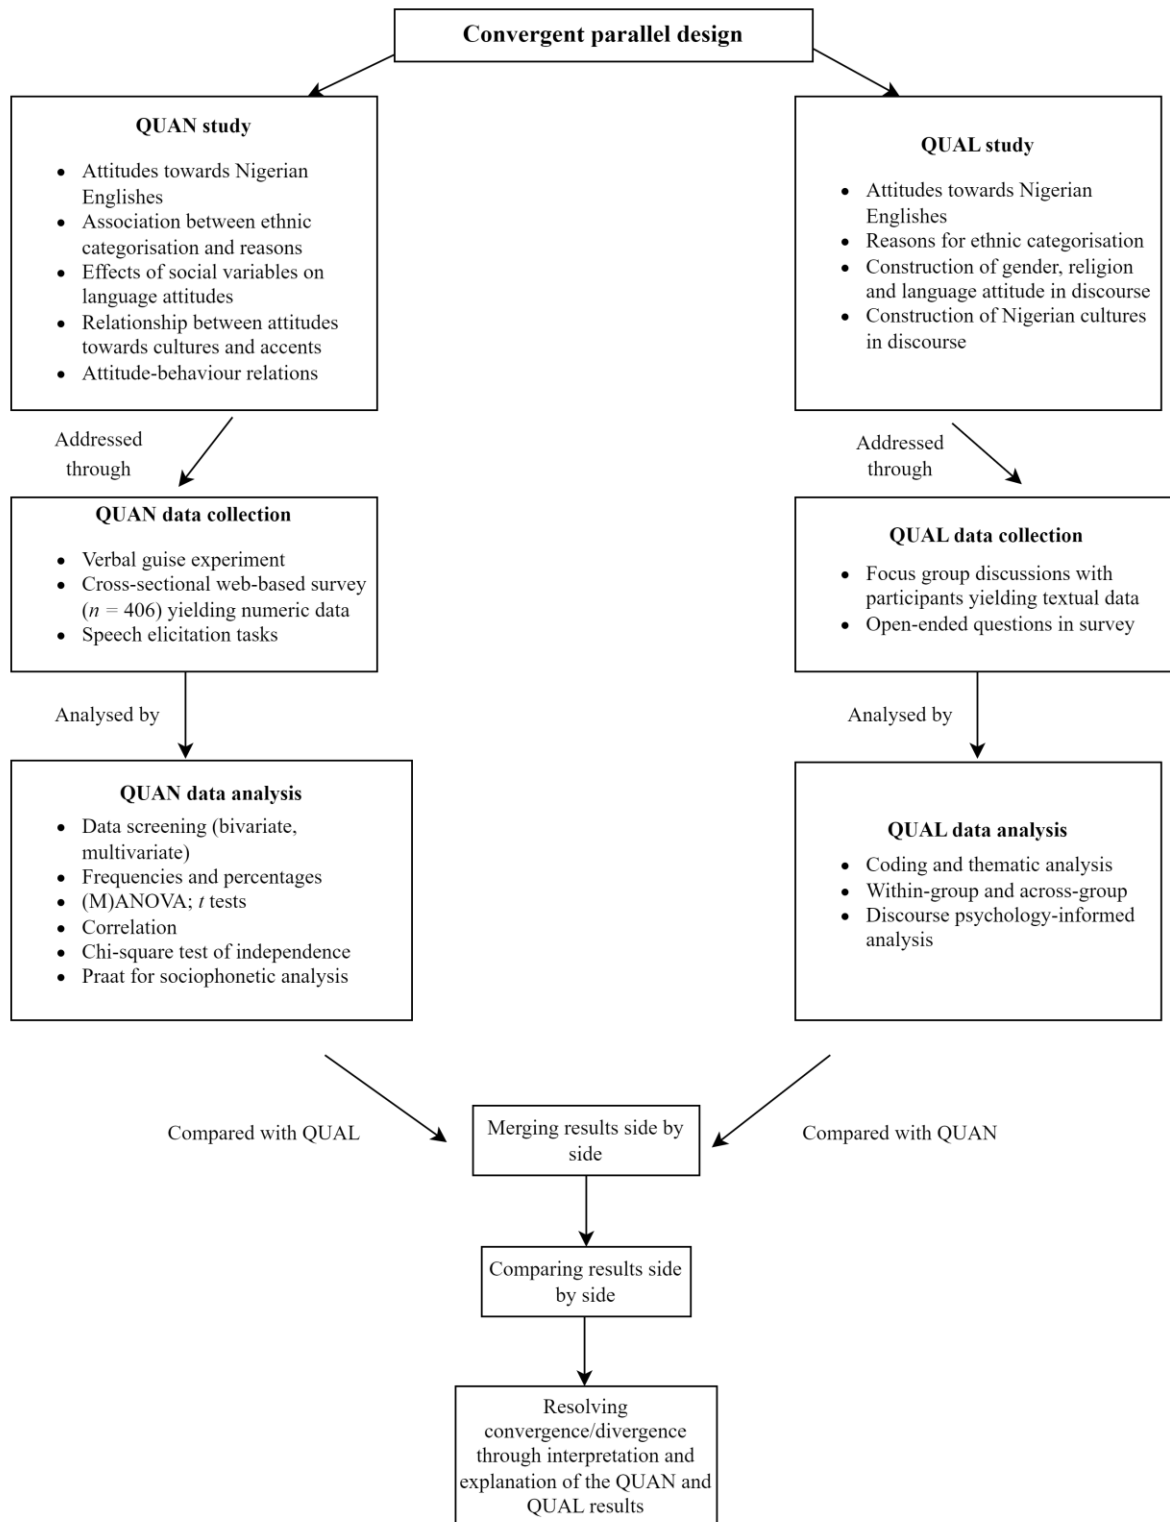 Convergent parallel design
QUAN study
• Attitudes towards Nigerian
Englishes
• Association between ethnic
categorisation and reasons
• Effects of social variables on
language attitudes
• Relationship between attitudes
towards cultures and accents
• Attitude-behaviour relations
QUAL study
• Attitudes towards Nigerian
Englishes
• Reasons for ethnic categorisation
• Construction of gender, religion
and language attitude in discourse
• Construction of Nigerian cultures
in discourse
Addressed
through
Addressed
through
QUAN data collection
• Verbal guise experiment
• Cross-sectional web-based survey
(n = 406) yielding numeric data
• Speech elicitation tasks
QUAL data collection
• Focus group discussions with
participants yielding textual data
• Open-ended questions in survey
Analysed by
Analysed by
QUAN data analysis
• Data screening (bivariate,
multivariate)
• Frequencies and percentages
• (M)ANOVA; t tests
• Correlation
• Chi-square test of independence
• Praat for sociophonetic analysis
QUAL data analysis
• Coding and thematic analysis
• Within-group and across-group
• Discourse psychology-informed
analysis
Compared with QUAL
Merging results side by
side
Compared with QUAN
Comparing results side
by side
Resolving
convergence/divergence
through interpretation and
explanation of the QUAN and
QUAL results